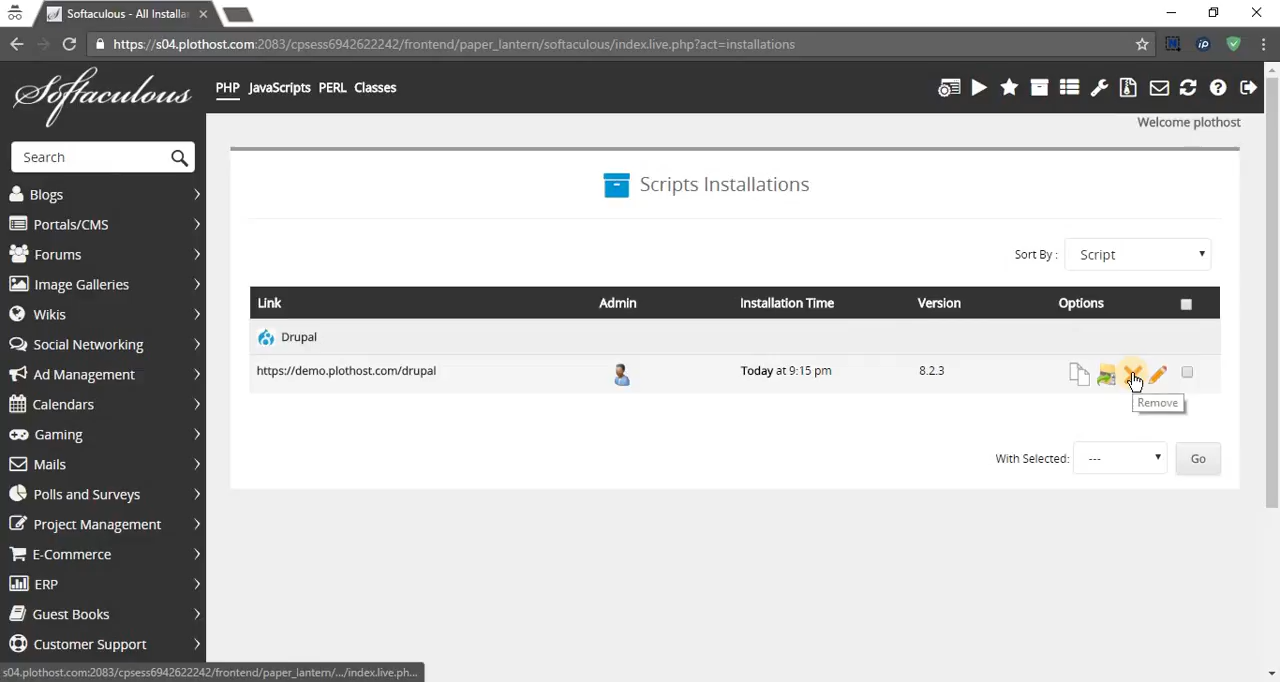 Softaculous - All Installa
https://s04.plothost.com:2083/cpsess6942622242/frontend/paper_lantern/softaculous/index.live.php?act=installations
Softaculous
PHP JavaScripts PERL Classes
Welcome plothost
Search
Blogs
Portals/CMS
Forums
Image Galleries
Wikis
Social Networking
Ad Management
Calendars
Gaming
Mails
Polls and Surveys
Project Management
E-Commerce
ERP
Guest Books
Customer Support
Scripts Installations
Sort By : Script
Link Admin Installation Time Version Options
Drupal
https://demo.plothost.com/drupal Today at 9:15 pm 8.2.3
Remove
With Selected: --- Go
s04.plothost.com:2083/cpsess6942622242/frontend/paper_lantern/.../index.live.ph...